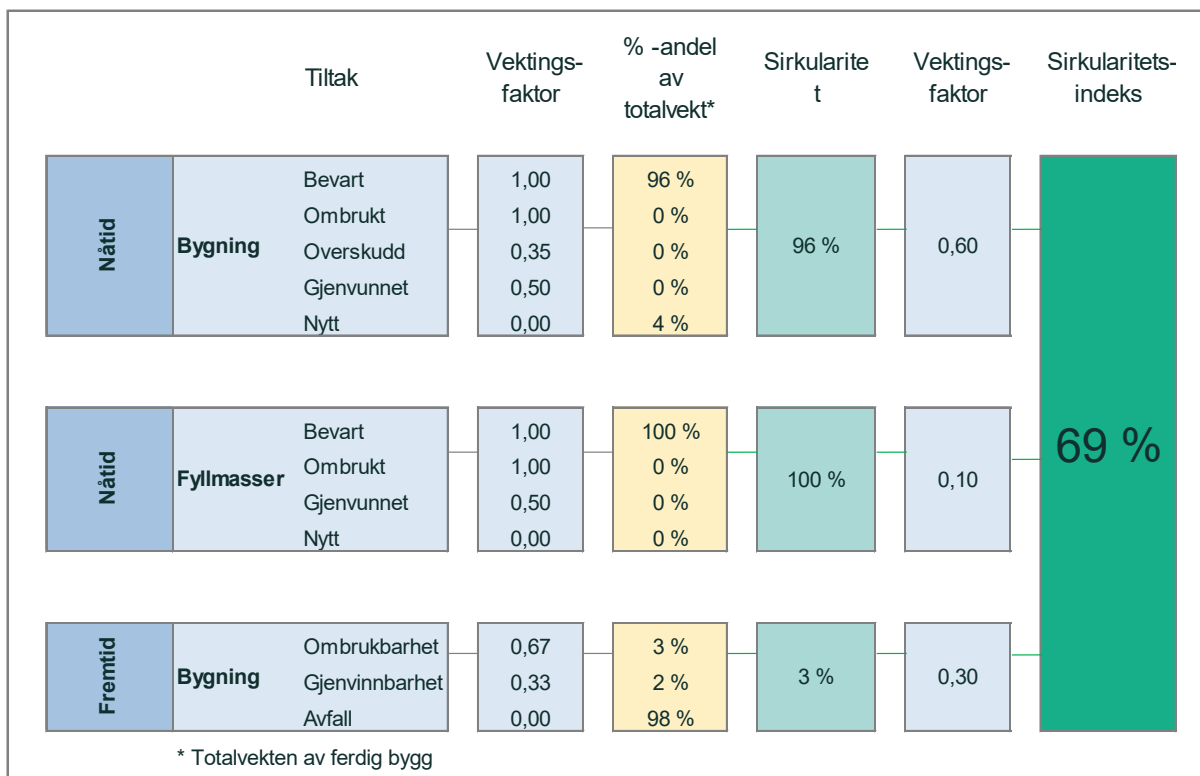 Tiltak
Vektings-
faktor
% -andel
av
totalvekt*
Sirkularite
t
Vektings-
faktor
Sirkularitets-
indeks
Nåtid
Bygning
Bevart 1,00 96 %
Ombrukt 1,00 0 %
Overskudd 0,35 0 %
Gjenvunnet 0,50 0 %
Nytt 0,00 4 %
96 %
0,60
Nåtid
Fyllmasser
Bevart 1,00 100 %
Ombrukt 1,00 0 %
Gjenvunnet 0,50 0 %
Nytt 0,00 0 %
100 %
0,10
69 %
Fremtid
Bygning
Ombrukbarhet 0,67 3 %
Gjenvinnbarhet 0,33 2 %
Avfall 0,00 98 %
3 %
0,30
* Totalvekten av ferdig bygg